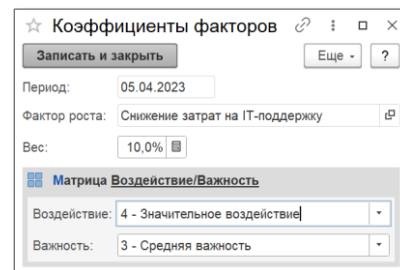 Коэффициенты факторов
Записать и закрыть Еще ?
Период: 05.04.2023
Фактор роста: Снижение затрат на IT-поддержку
Вес: 10,0%
Матрица Воздействие/Важность
Воздействие: 4 - Значительное воздействие
Важность: 3 - Средняя важность